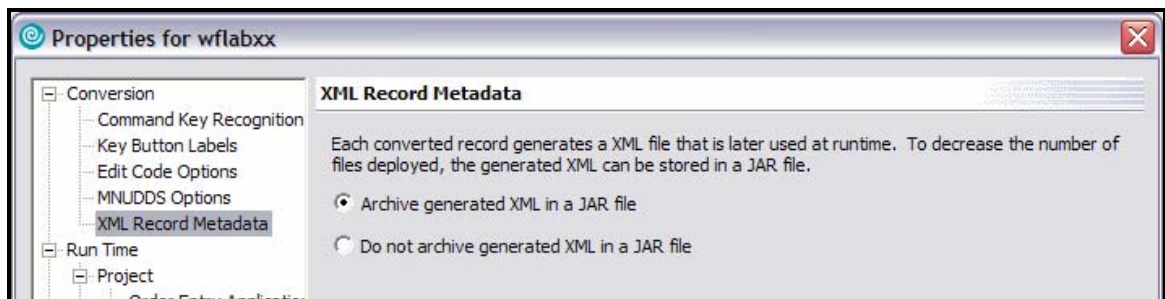 Properties for wflabxx
Conversion
Command Key Recognition
Key Button Labels
Edit Code Options
MNUDDS Options
XML Record Metadata
Run Time
Project
XML Record Metadata
Each converted record generates a XML file that is later used at runtime. To decrease the number of
files deployed, the generated XML can be stored in a JAR file.
Archive generated XML in a JAR file
Do not archive generated XML in a JAR file